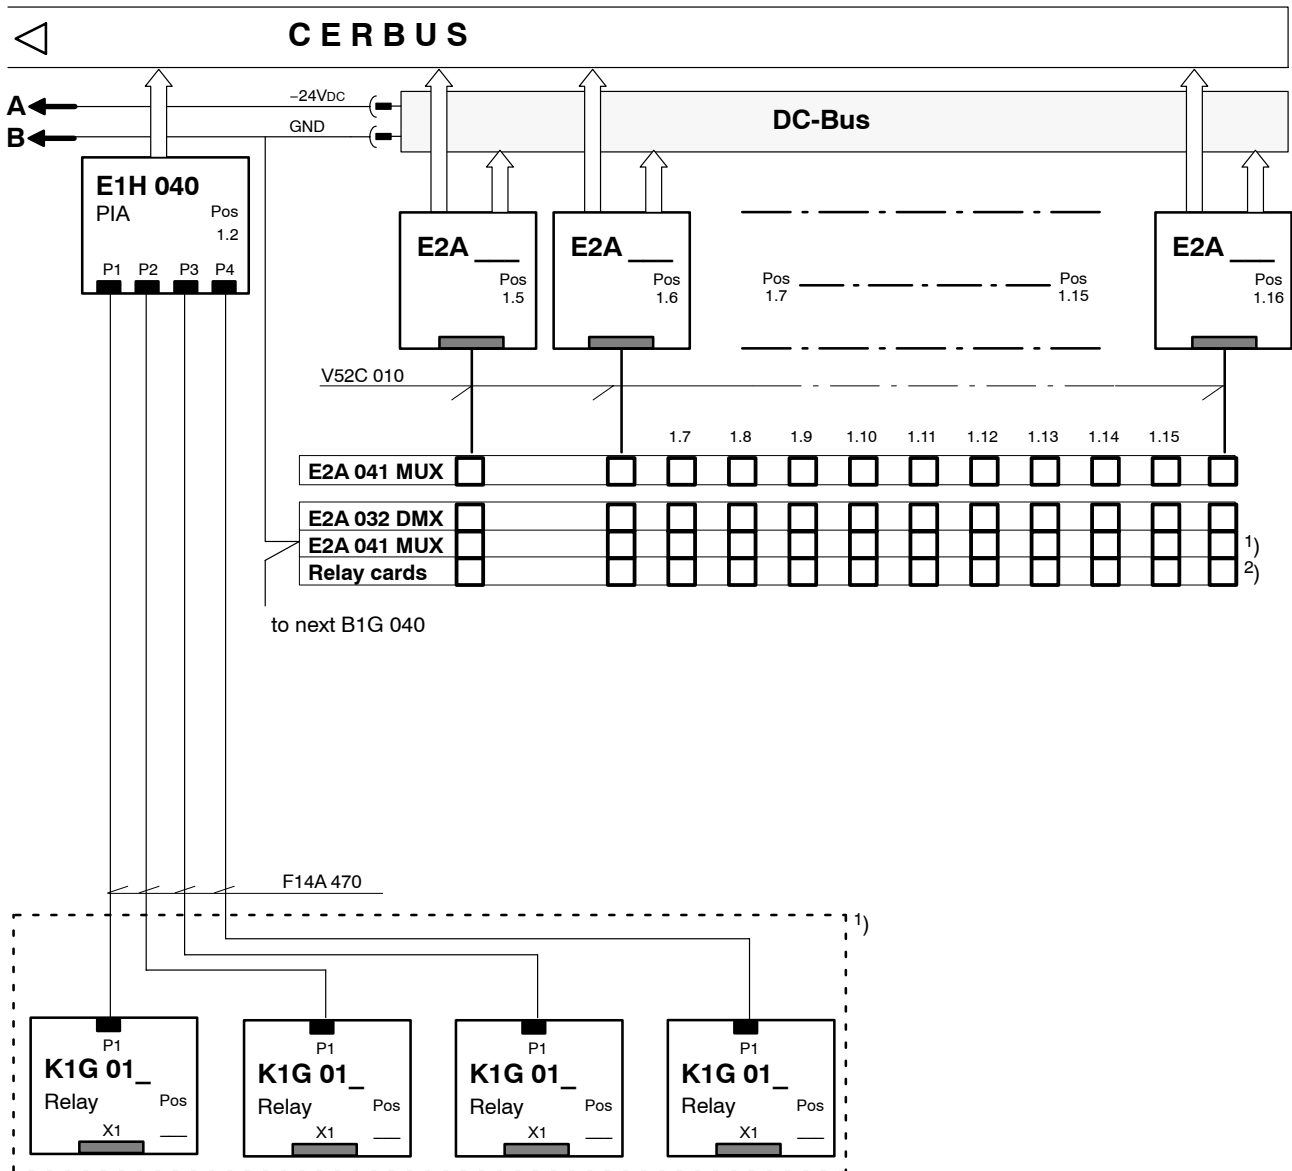 C E R B U S
A
–24VDC
B
GND
DC-Bus
E1H 040
PIA
Pos
1.2
P1 P2 P3 P4
E2A ___
Pos
1.5
E2A ___
Pos
1.6
Pos
1.7
Pos
1.15
E2A ___
Pos
1.16
V52C 010
1.7 1.8 1.9 1.10 1.11 1.12 1.13 1.14 1.15
E2A 041 MUX
E2A 032 DMX
E2A 041 MUX
1)
Relay cards
2)
to next B1G 040
F14A 470
1)
P1
K1G 01_
Relay
Pos
X1
___
P1
K1G 01_
Relay
Pos
X1
___
P1
K1G 01_
Relay
Pos
X1
___
P1
K1G 01_
Relay
Pos
X1
___